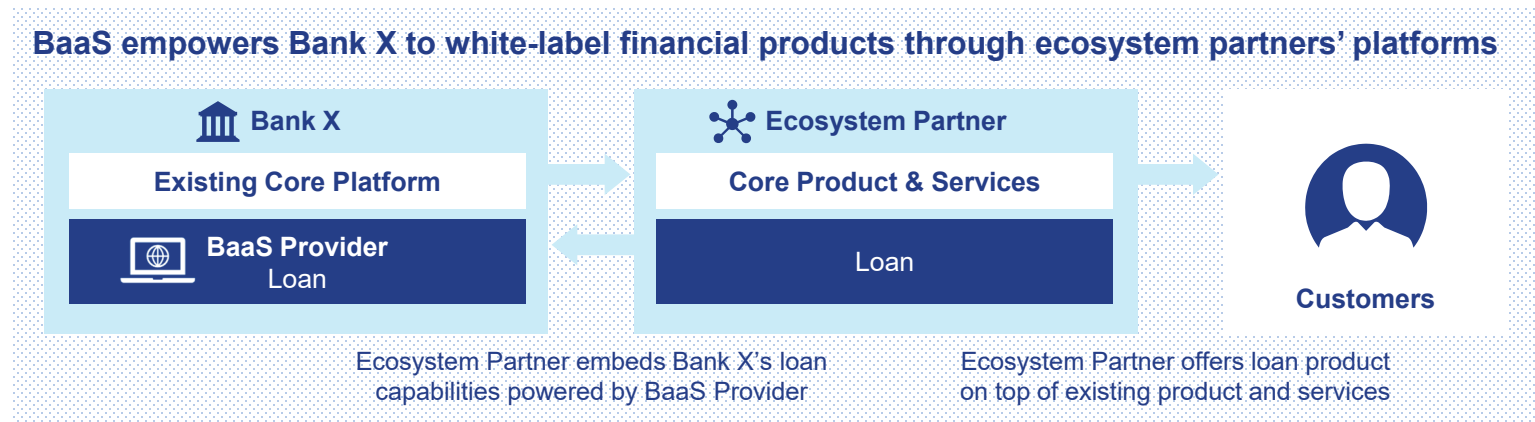 BaaS empowers Bank X to white-label financial products through ecosystem partners’ platforms
Bank X
Existing Core Platform
BaaS Provider
Loan
Ecosystem Partner
Core Product & Services
Loan
Customers
Ecosystem Partner embeds Bank X’s loan
capabilities powered by BaaS Provider
Ecosystem Partner offers loan product
on top of existing product and services